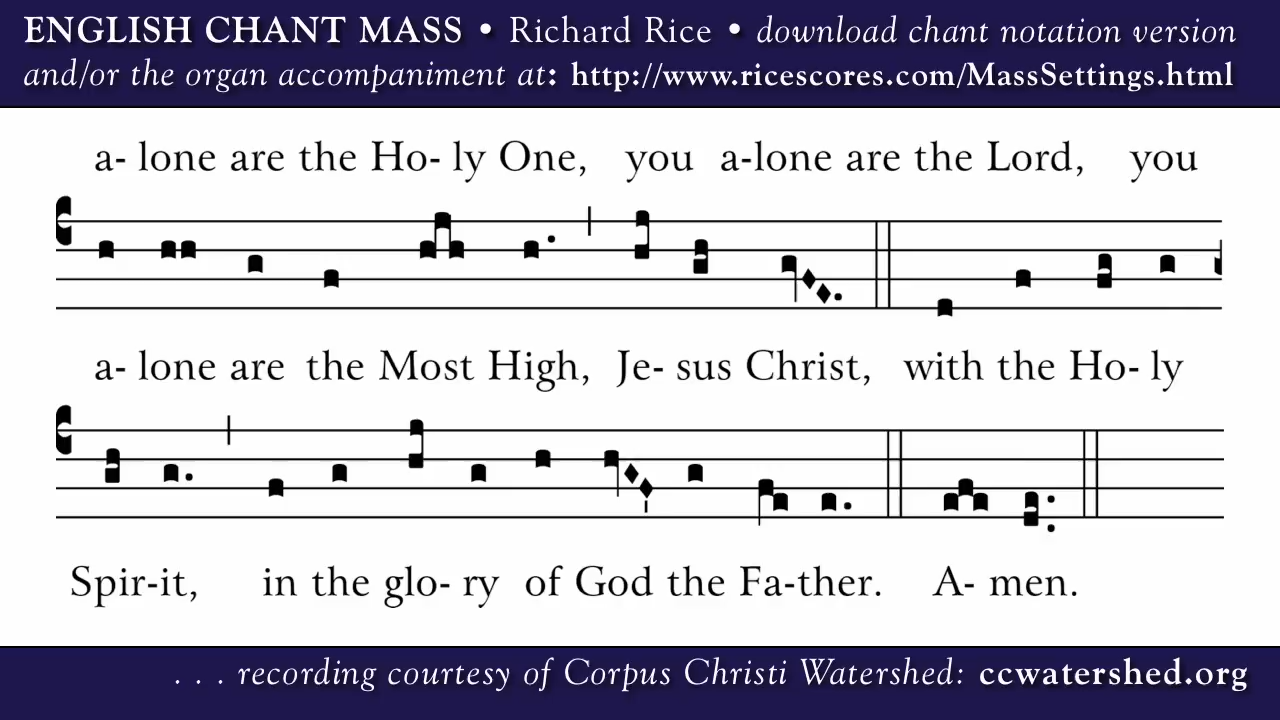 ENGLISH CHANT MASS • Richard Rice • download chant notation version
and/or the organ accompaniment at: http://www.ricescores.com/MassSettings.html
a- lone are the Ho- ly One, you a-lone are the Lord, you
a- lone are the Most High, Je- sus Christ, with the Ho- ly
Spir-it, in the glo- ry of God the Fa-ther. A- men.
. . . recording courtesy of Corpus Christi Watershed: ccwatershed.org